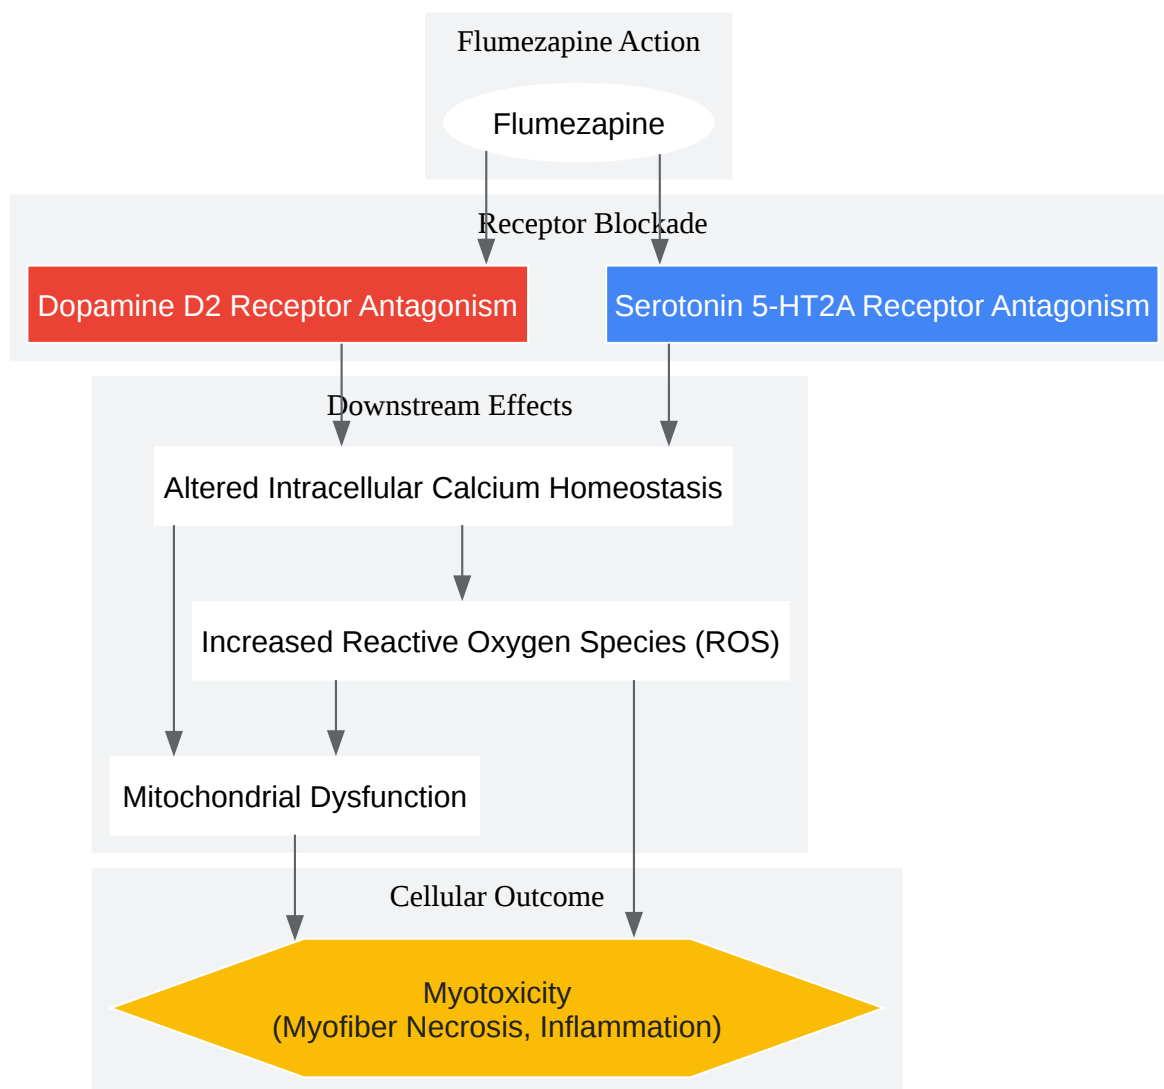 Flumezapine Action
Flumezapine
Receptor Blockade
Dopamine D2 Receptor Antagonism
Serotonin 5-HT2A Receptor Antagonism
Downstream Effects
Altered Intracellular Calcium Homeostasis
Increased Reactive Oxygen Species (ROS)
Mitochondrial Dysfunction
Cellular Outcome
Myotoxicity
(Myofiber Necrosis, Inflammation)